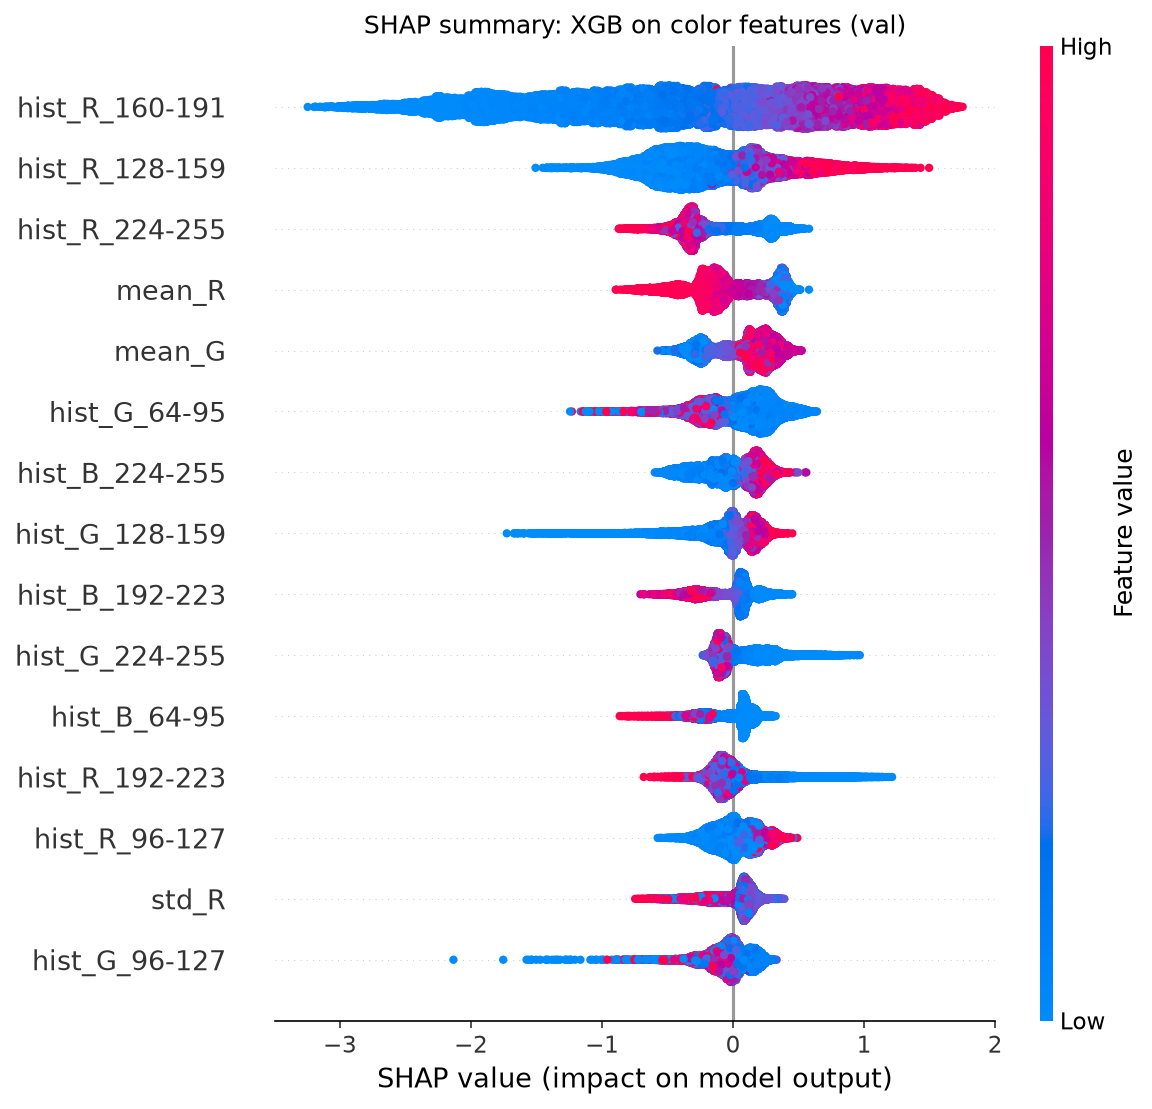 SHAP summary: XGB on color features (val)
High
hist_R_160-191
hist_R_128-159
hist_R_224-255
mean_R
mean_G
hist_G_64-95
hist_B_224-255
hist_G_128-159
hist_B_192-223
hist_G_224-255
hist_B_64-95
hist_R_192-223
hist_R_96-127
std_R
hist_G_96-127
Feature value
Low
−3 −2 −1 0 1 2
SHAP value (impact on model output)